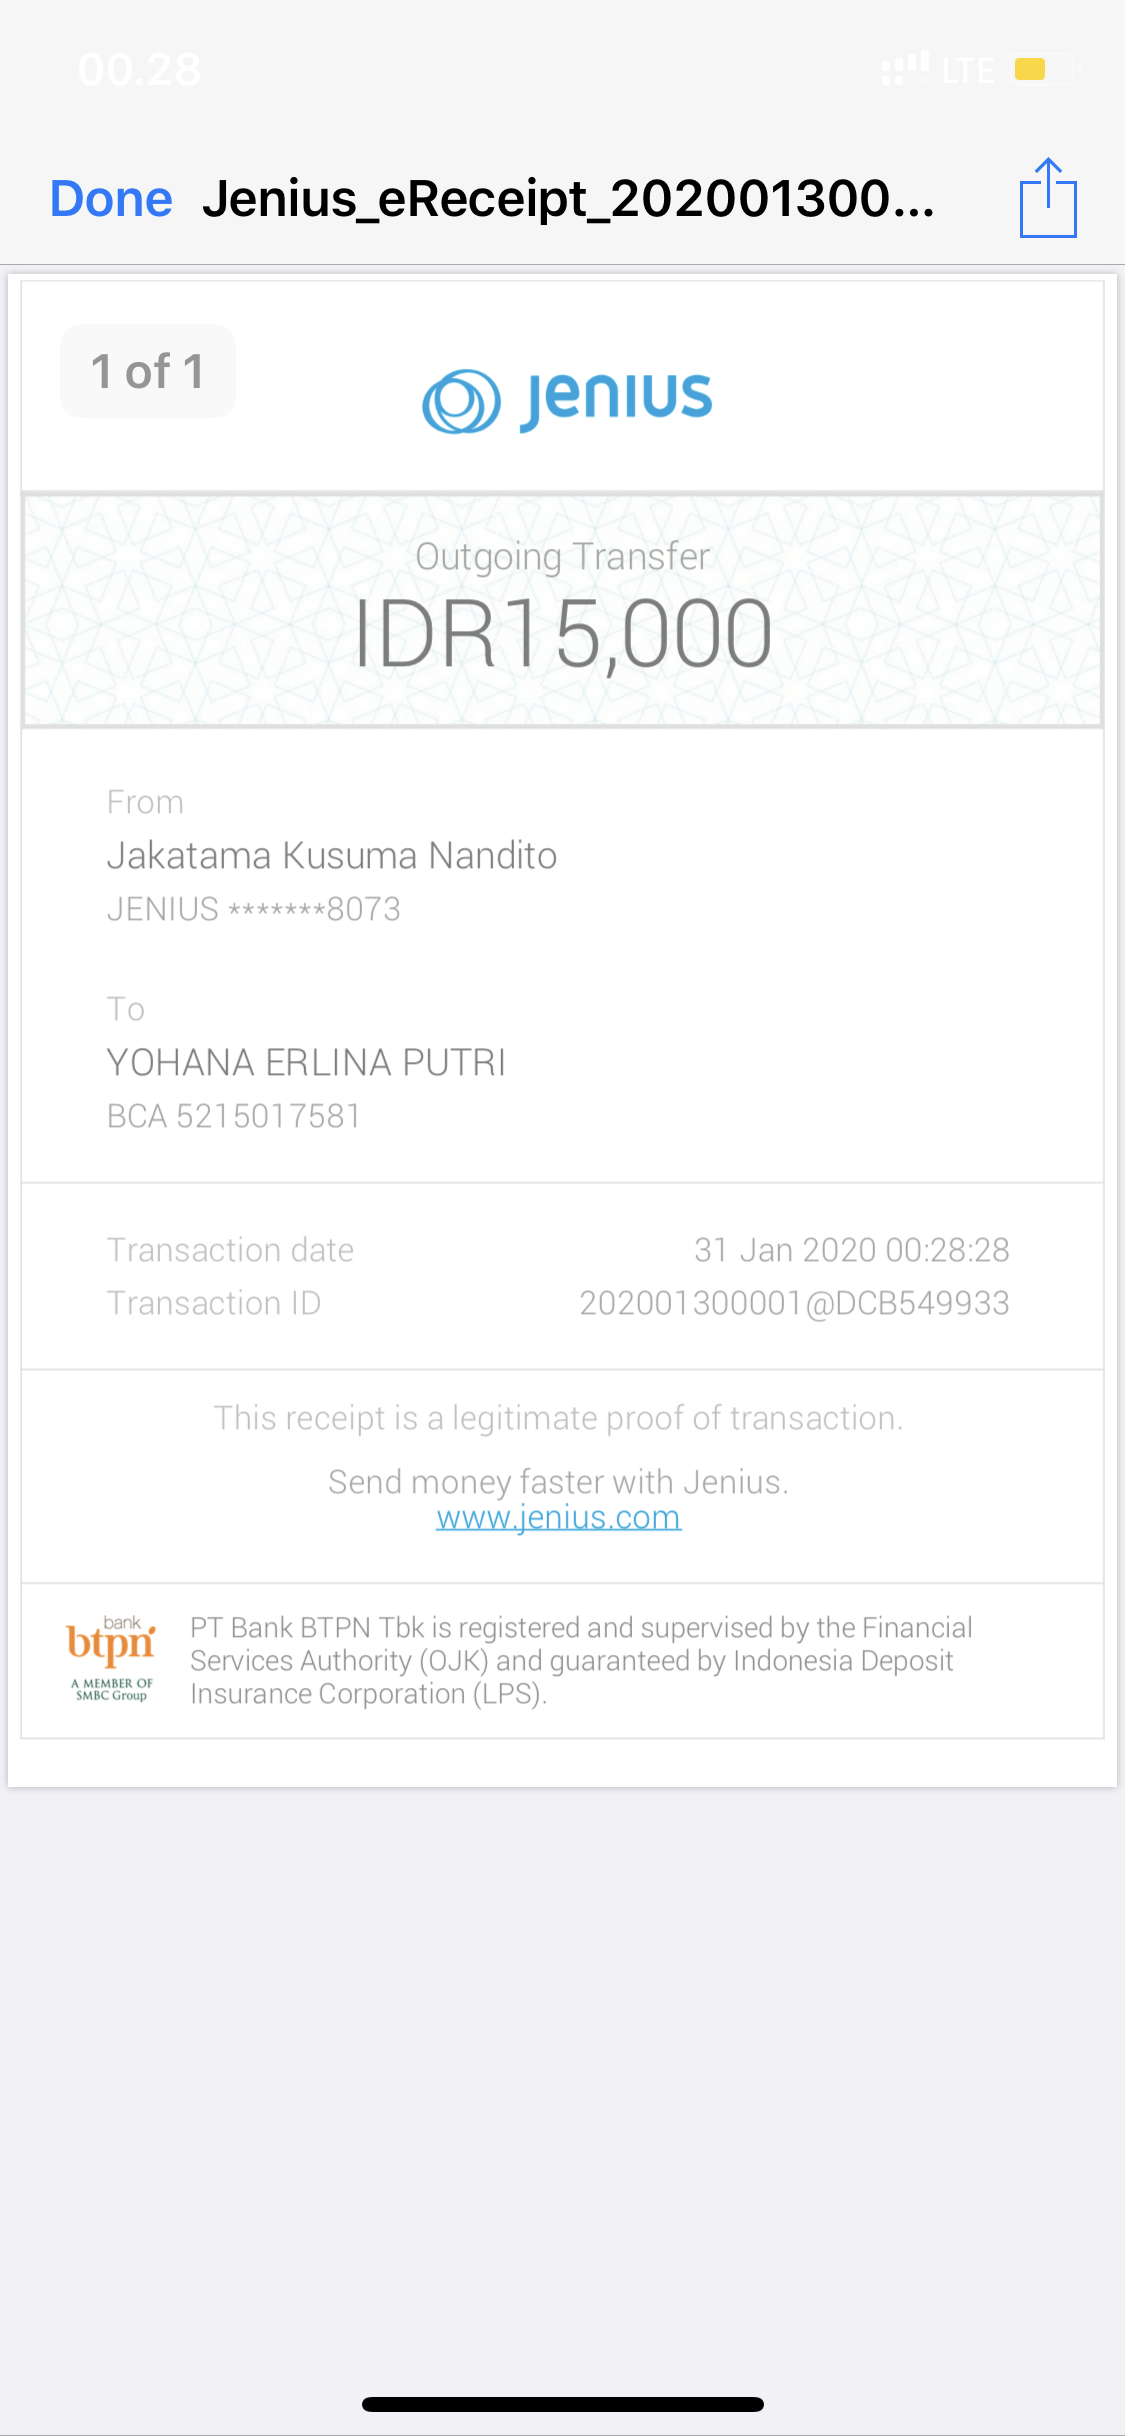 00.28
LTE
Done Jenius_eReceipt_202001300...
1 of 1
jenius
Outgoing Transfer
IDR15,000
From
Jakatama Kusuma Nandito
JENIUS *******8073
To
YOHANA ERLINA PUTRI
BCA 5215017581
Transaction date 31 Jan 2020 00:28:28
Transaction ID 202001300001@DCB549933
This receipt is a legitimate proof of transaction.
Send money faster with Jenius.
www.jenius.com
bank
btpn
A MEMBER OF
SMBC Group
PT Bank BTPN Tbk is registered and supervised by the Financial
Services Authority (OJK) and guaranteed by Indonesia Deposit
Insurance Corporation (LPS).